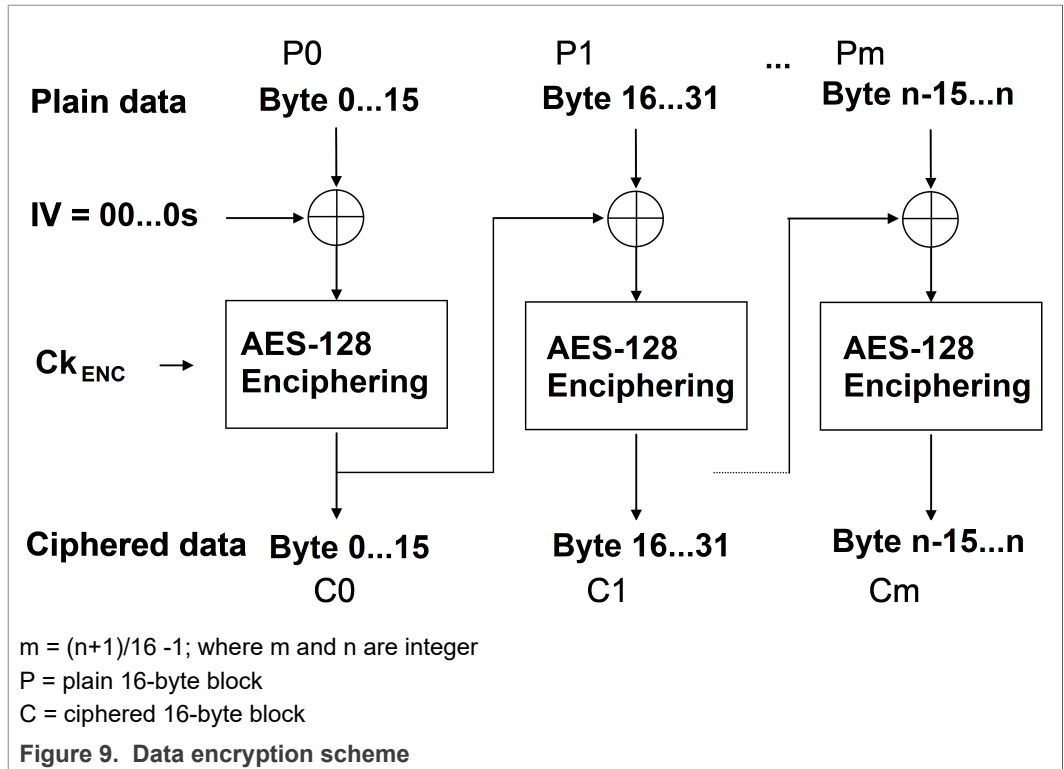 P0 P1 ... Pm
Plain data Byte 0...15 Byte 16...31 Byte n-15...n
IV = 00...0s
CkENC
AES-128 Enciphering
AES-128 Enciphering
AES-128 Enciphering
Ciphered data Byte 0...15 Byte 16...31 Byte n-15...n
C0 C1 Cm
m = (n+1)/16 -1; where m and n are integer
P = plain 16-byte block
C = ciphered 16-byte block
Figure 9. Data encryption scheme